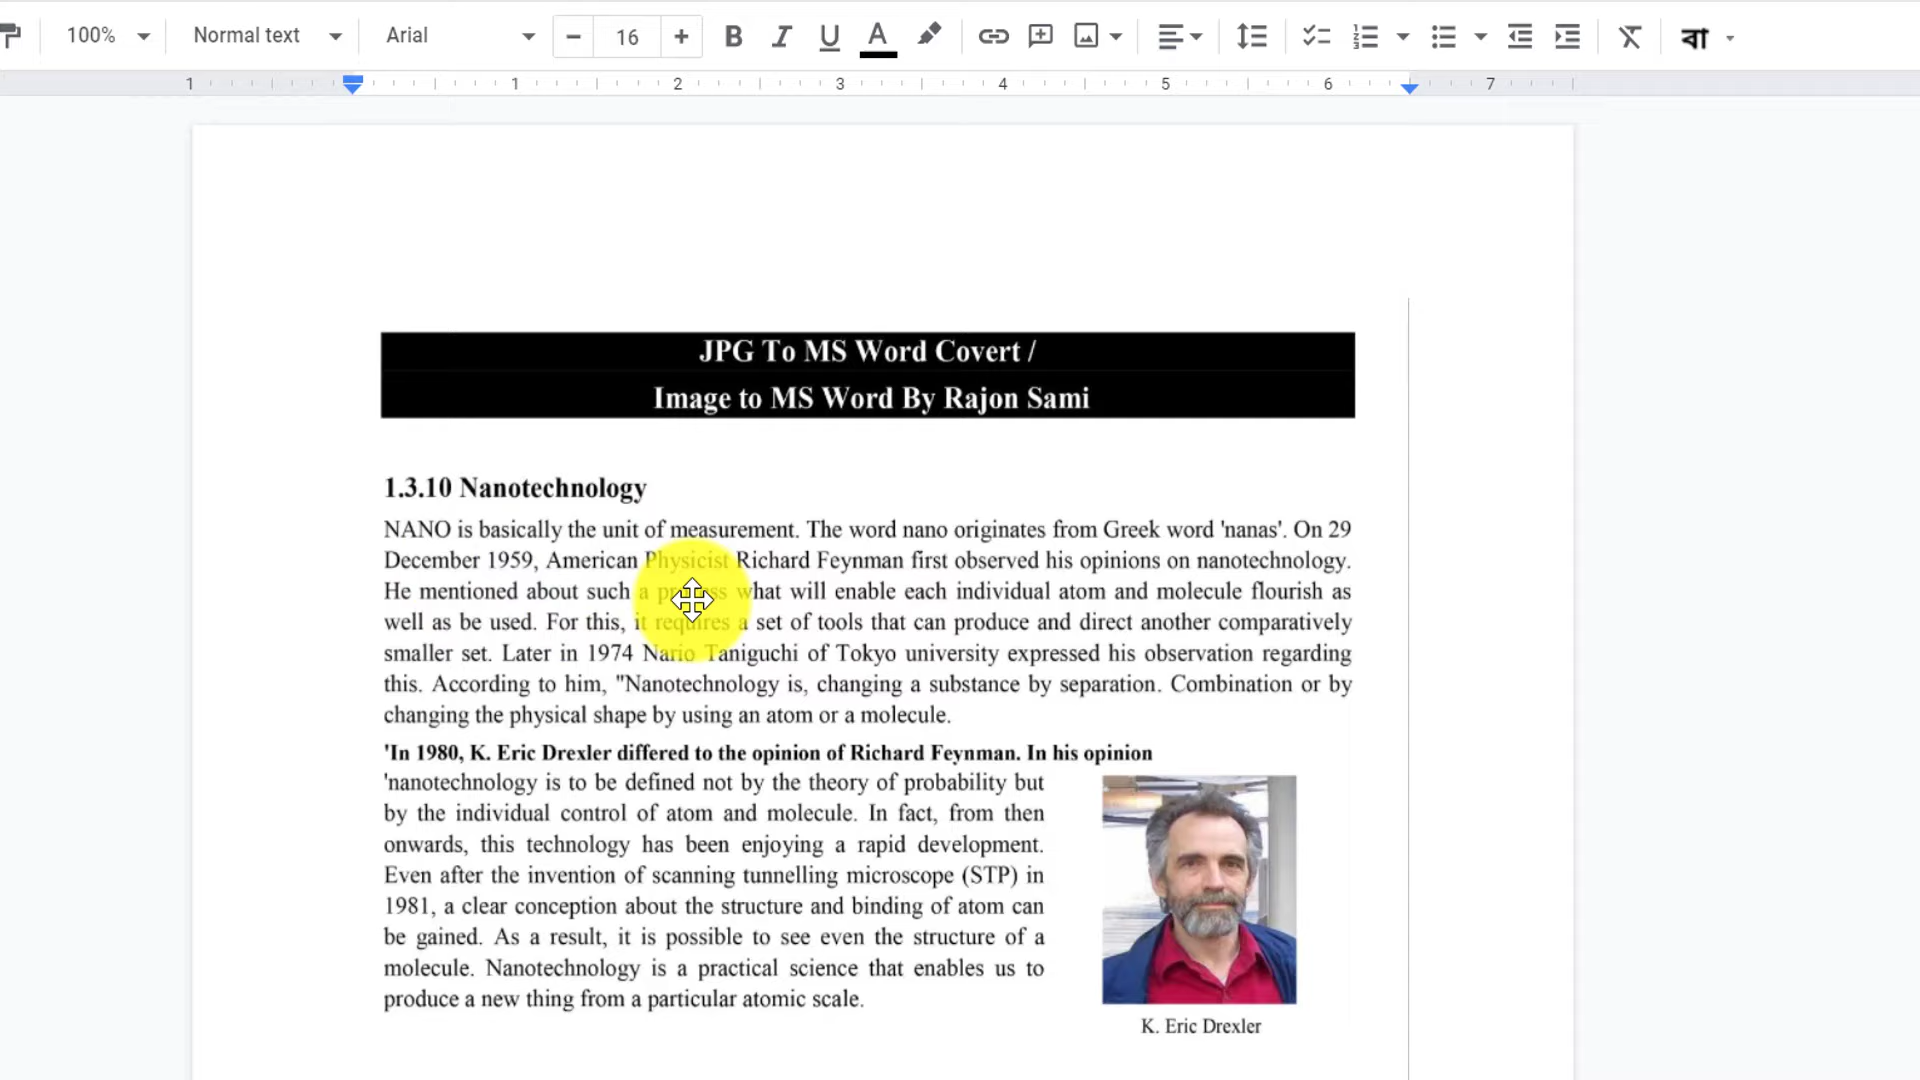 100% Normal text Arial 16 B I U A বা
1 1 2 3 4 5 6 7
JPG To MS Word Covert /
Image to MS Word By Rajon Sami
1.3.10 Nanotechnology
NANO is basically the unit of measurement. The word nano originates from Greek word 'nanas'. On 29
December 1959, American Physicist Richard Feynman first observed his opinions on nanotechnology.
He mentioned about such a process what will enable each individual atom and molecule flourish as
well as be used. For this, it requires a set of tools that can produce and direct another comparatively
smaller set. Later in 1974 Nario Taniguchi of Tokyo university expressed his observation regarding
this. According to him, "Nanotechnology is, changing a substance by separation. Combination or by
changing the physical shape by using an atom or a molecule.
'In 1980, K. Eric Drexler differed to the opinion of Richard Feynman. In his opinion
'nanotechnology is to be defined not by the theory of probability but
by the individual control of atom and molecule. In fact, from then
onwards, this technology has been enjoying a rapid development.
Even after the invention of scanning tunnelling microscope (STP) in
1981, a clear conception about the structure and binding of atom can
be gained. As a result, it is possible to see even the structure of a
molecule. Nanotechnology is a practical science that enables us to
produce a new thing from a particular atomic scale.
K. Eric Drexler